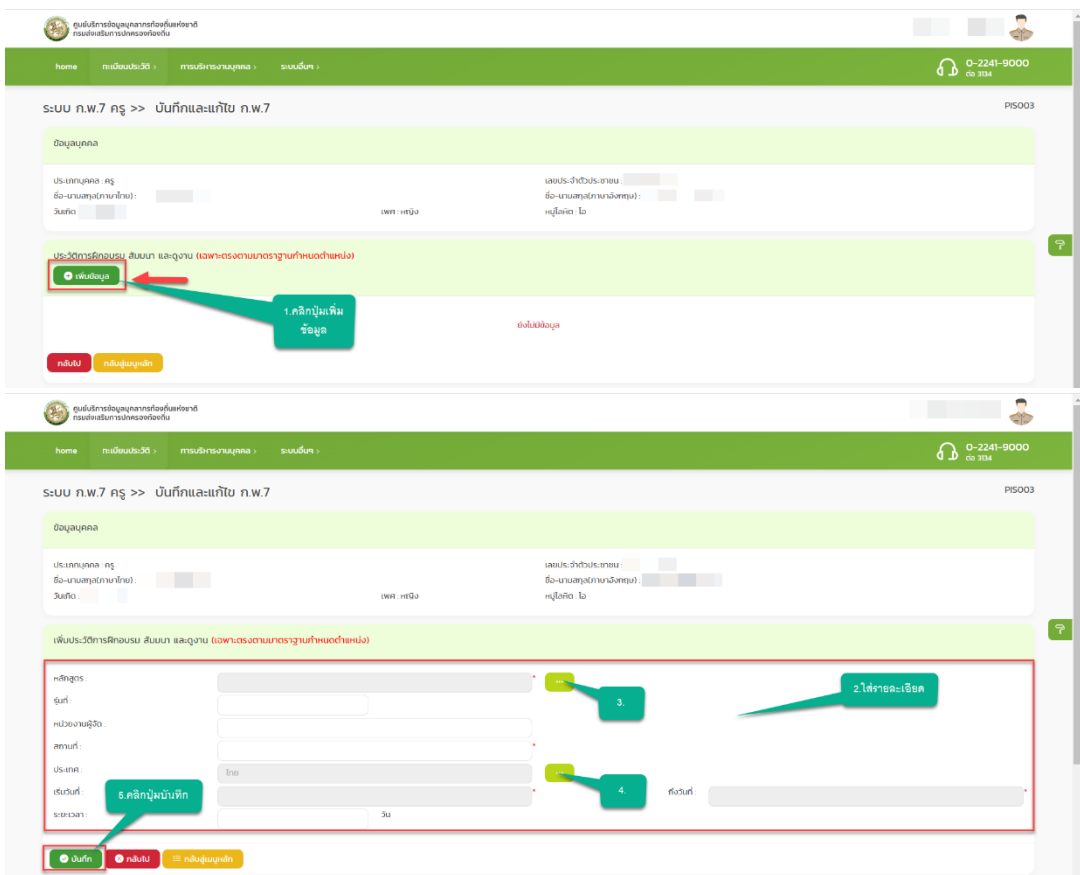 ศูนย์บริการข้อมูลบุคลากรท้องถิ่นแห่งชาติ
กรมส่งเสริมการปกครองท้องถิ่น
home ทะเบียนประวัติ > การบริหารงานบุคคล > ระบบอื่นๆ > 0-2241-9000
ต่อ 3134
ระบบ ก.พ.7 ครู >> บันทึกและแก้ไข ก.พ.7 PIS003
ข้อมูลบุคคล
ประเภทบุคคล : ครู เลขประจำตัวประชาชน :
ชื่อ-นามสกุล(ภาษาไทย) : ชื่อ-นามสกุล(ภาษาอังกฤษ) :
วันเกิด เพศ : หญิง หมู่โลหิต : โอ
ประวัติการฝึกอบรม สัมมนา และดูงาน (เฉพาะตรงตามมาตราฐานกำหนดตำแหน่ง)
เพิ่มข้อมูล
1.คลิกปุ่มเพิ่ม
ข้อมูล
ยังไม่มีข้อมูล
กลับไป กลับสู่เมนูหลัก
ศูนย์บริการข้อมูลบุคลากรท้องถิ่นแห่งชาติ
กรมส่งเสริมการปกครองท้องถิ่น
home ทะเบียนประวัติ > การบริหารงานบุคคล > ระบบอื่นๆ > 0-2241-9000
ต่อ 3134
ระบบ ก.พ.7 ครู >> บันทึกและแก้ไข ก.พ.7 PIS003
ข้อมูลบุคคล
ประเภทบุคคล : ครู เลขประจำตัวประชาชน :
ชื่อ-นามสกุล(ภาษาไทย) : ชื่อ-นามสกุล(ภาษาอังกฤษ) :
วันเกิด : เพศ : หญิง หมู่โลหิต : โอ
เพิ่มประวัติการฝึกอบรม สัมมนา และดูงาน (เฉพาะตรงตามมาตราฐานกำหนดตำแหน่ง)
หลักสูตร : * ...
2.ใส่รายละเอียด
3.
รุ่นที่ :
หน่วยงานผู้จัด :
สถานที่ : *
ประเทศ : ไทย ...
เริ่มวันที่ : * 4. ถึงวันที่ : *
5.คลิกปุ่มบันทึก
ระยะเวลา : วัน
บันทึก กลับไป กลับสู่เมนูหลัก